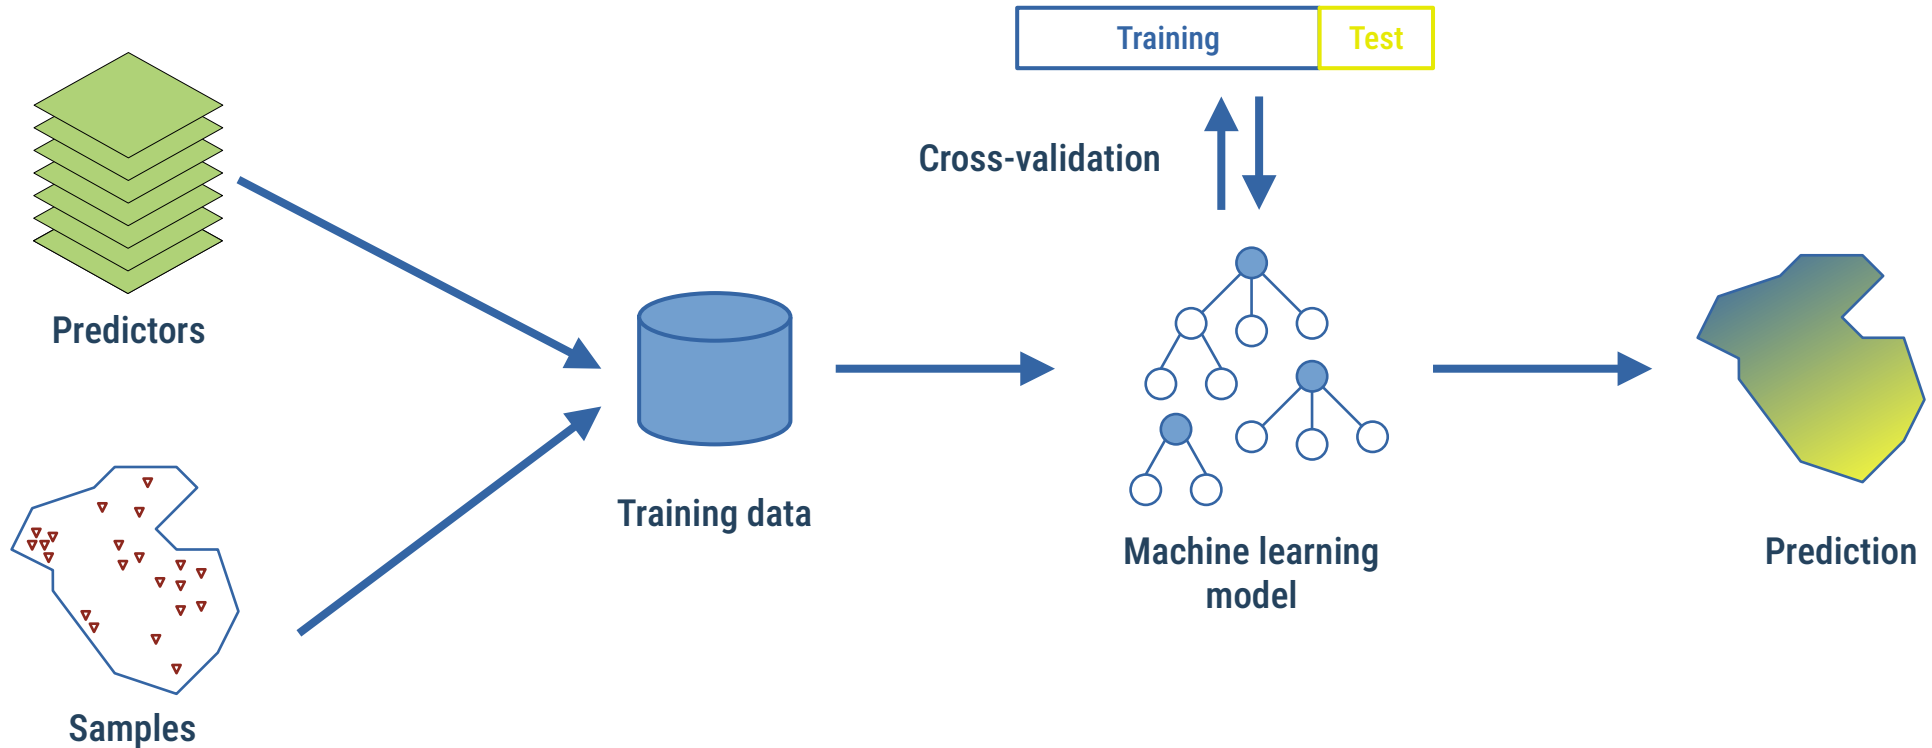 Training
Test
Cross-validation
Predictors
Training data
Machine learning
model
Prediction
Samples